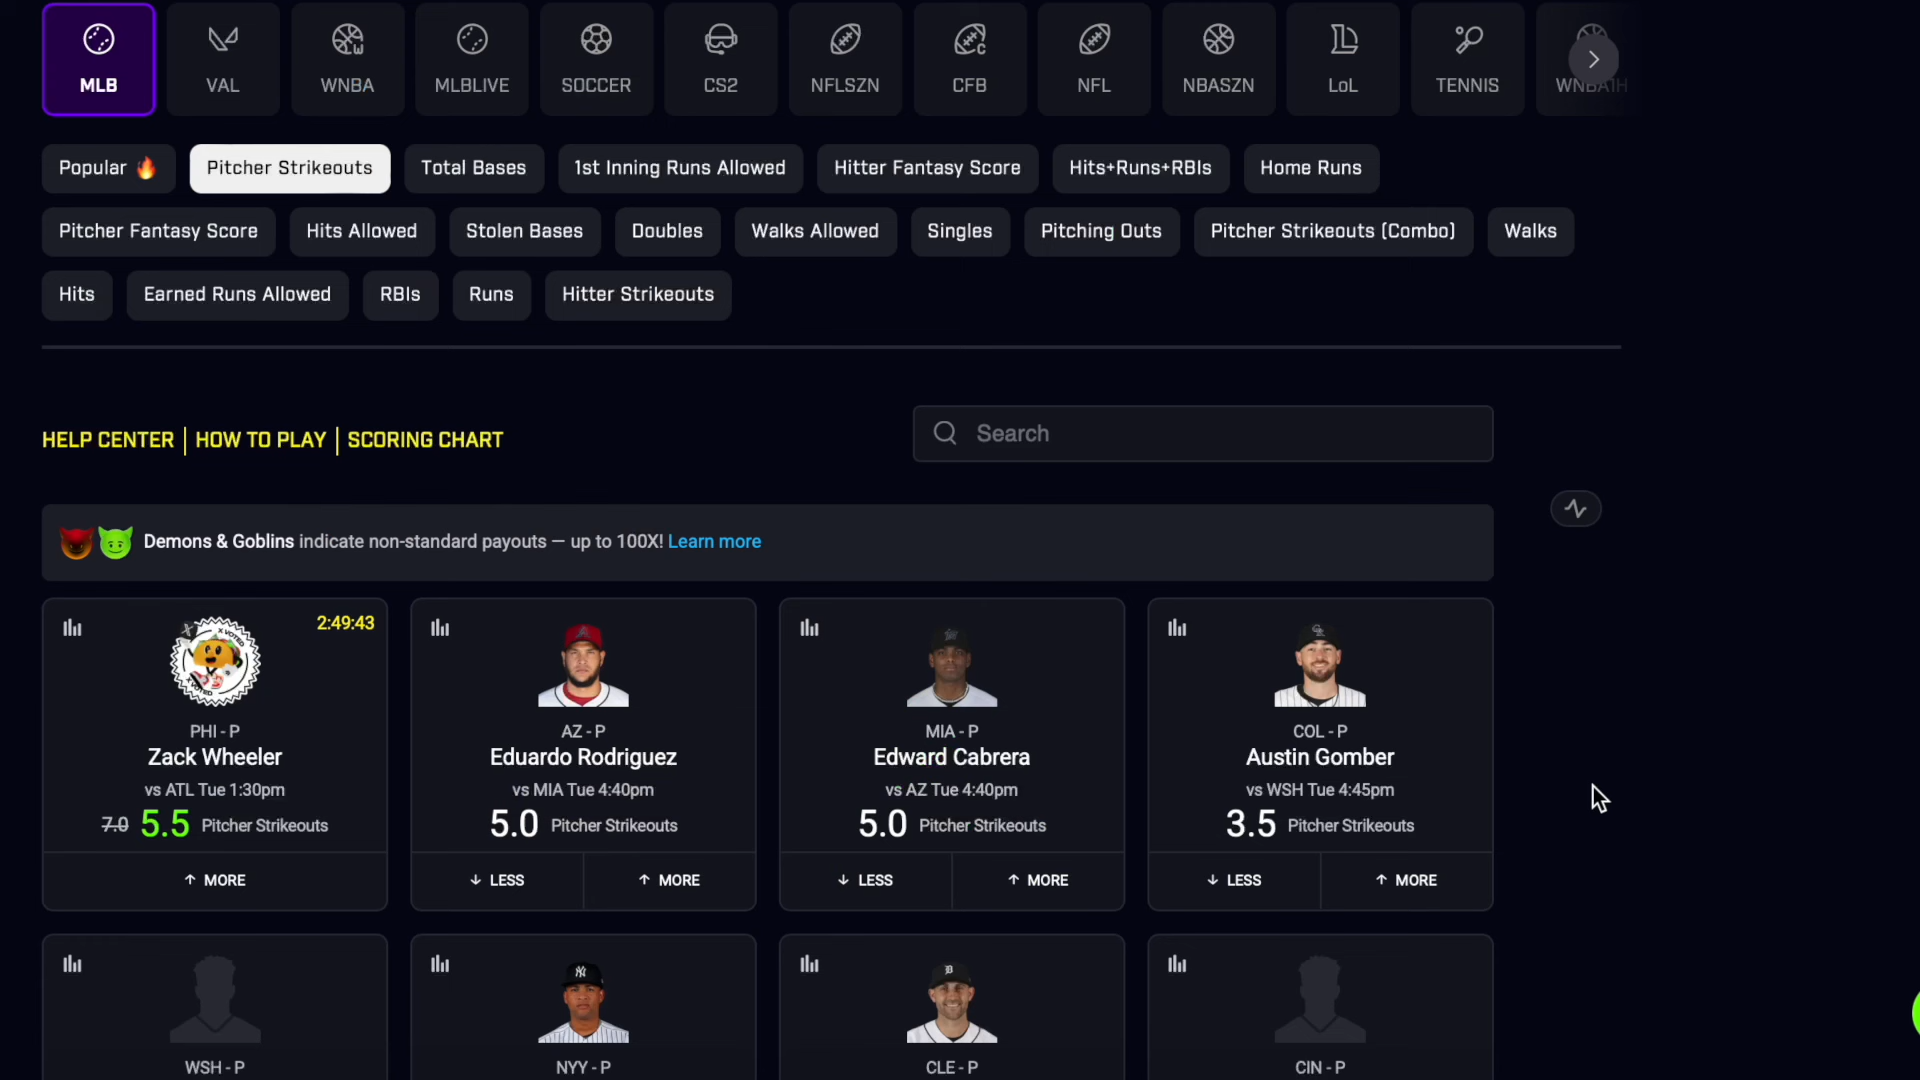 MLB
VAL
WNBA
MLBLIVE
SOCCER
CS2
NFLSZN
CFB
NFL
NBASZN
LoL
TENNIS
Popular
Pitcher Strikeouts
Total Bases
1st Inning Runs Allowed
Hitter Fantasy Score
Hits+Runs+RBIs
Home Runs
Pitcher Fantasy Score
Hits Allowed
Stolen Bases
Doubles
Walks Allowed
Singles
Pitching Outs
Pitcher Strikeouts (Combo)
Walks
Hits
Earned Runs Allowed
RBIs
Runs
Hitter Strikeouts
HELP CENTER | HOW TO PLAY | SCORING CHART
Search
Demons & Goblins indicate non-standard payouts — up to 100X! Learn more
2:49:43
PHI - P
Zack Wheeler
vs ATL Tue 1:30pm
7.0 5.5 Pitcher Strikeouts
MORE
AZ - P
Eduardo Rodriguez
vs MIA Tue 4:40pm
5.0 Pitcher Strikeouts
LESS
MORE
MIA - P
Edward Cabrera
vs AZ Tue 4:40pm
5.0 Pitcher Strikeouts
LESS
MORE
COL - P
Austin Gomber
vs WSH Tue 4:45pm
3.5 Pitcher Strikeouts
LESS
MORE
WSH - P
NYY - P
CLE - P
CIN - P